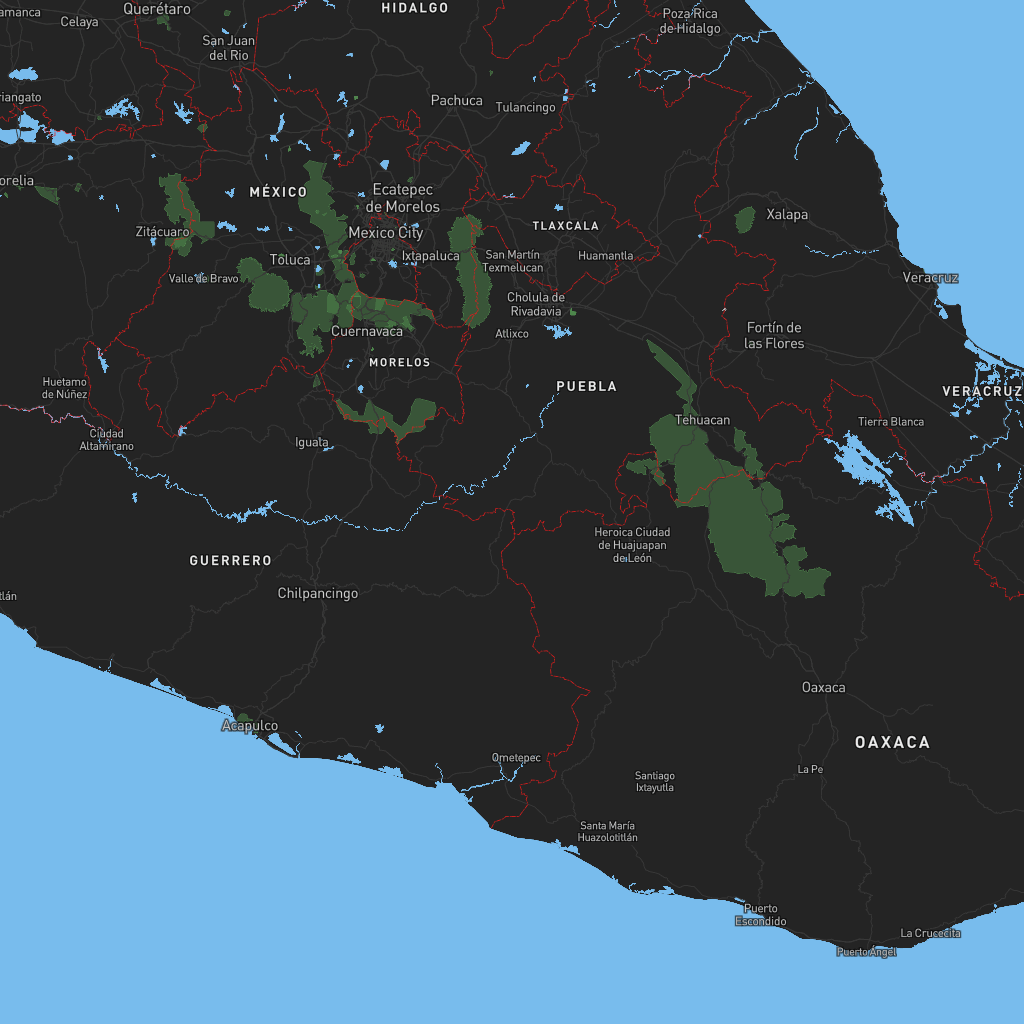 HIDALGO
Querétaro
amanca
Celaya
Poza Rica
de Hidalgo
San Juan
del Rio
riangato
Pachuca
Tulancingo
orelia
MÉXICO
Ecatepec
de Morelos
Xalapa
Zitácuaro
Mexico City
TLAXCALA
Toluca
Ixtapaluca
San Martín
Texmelucan
Huamantla
Valle de Bravo
Veracruz
Cholula de
Rivadavia
Cuernavaca
Atlixco
Fortín de
las Flores
MORELOS
Huetamo
de Núñez
PUEBLA
VERACRUZ
Tehuacan
Tierra Blanca
Ciudad
Altamirano
Iguala
Heroica Ciudad
de Huajuapan
de León
GUERRERO
Chilpancingo
tlán
Oaxaca
Acapulco
OAXACA
Ometepec
La Pe
Santiago
Ixtayutla
Santa María
Huazolotitlán
Puerto
Escondido
La Crucecita
Puerto Ángel